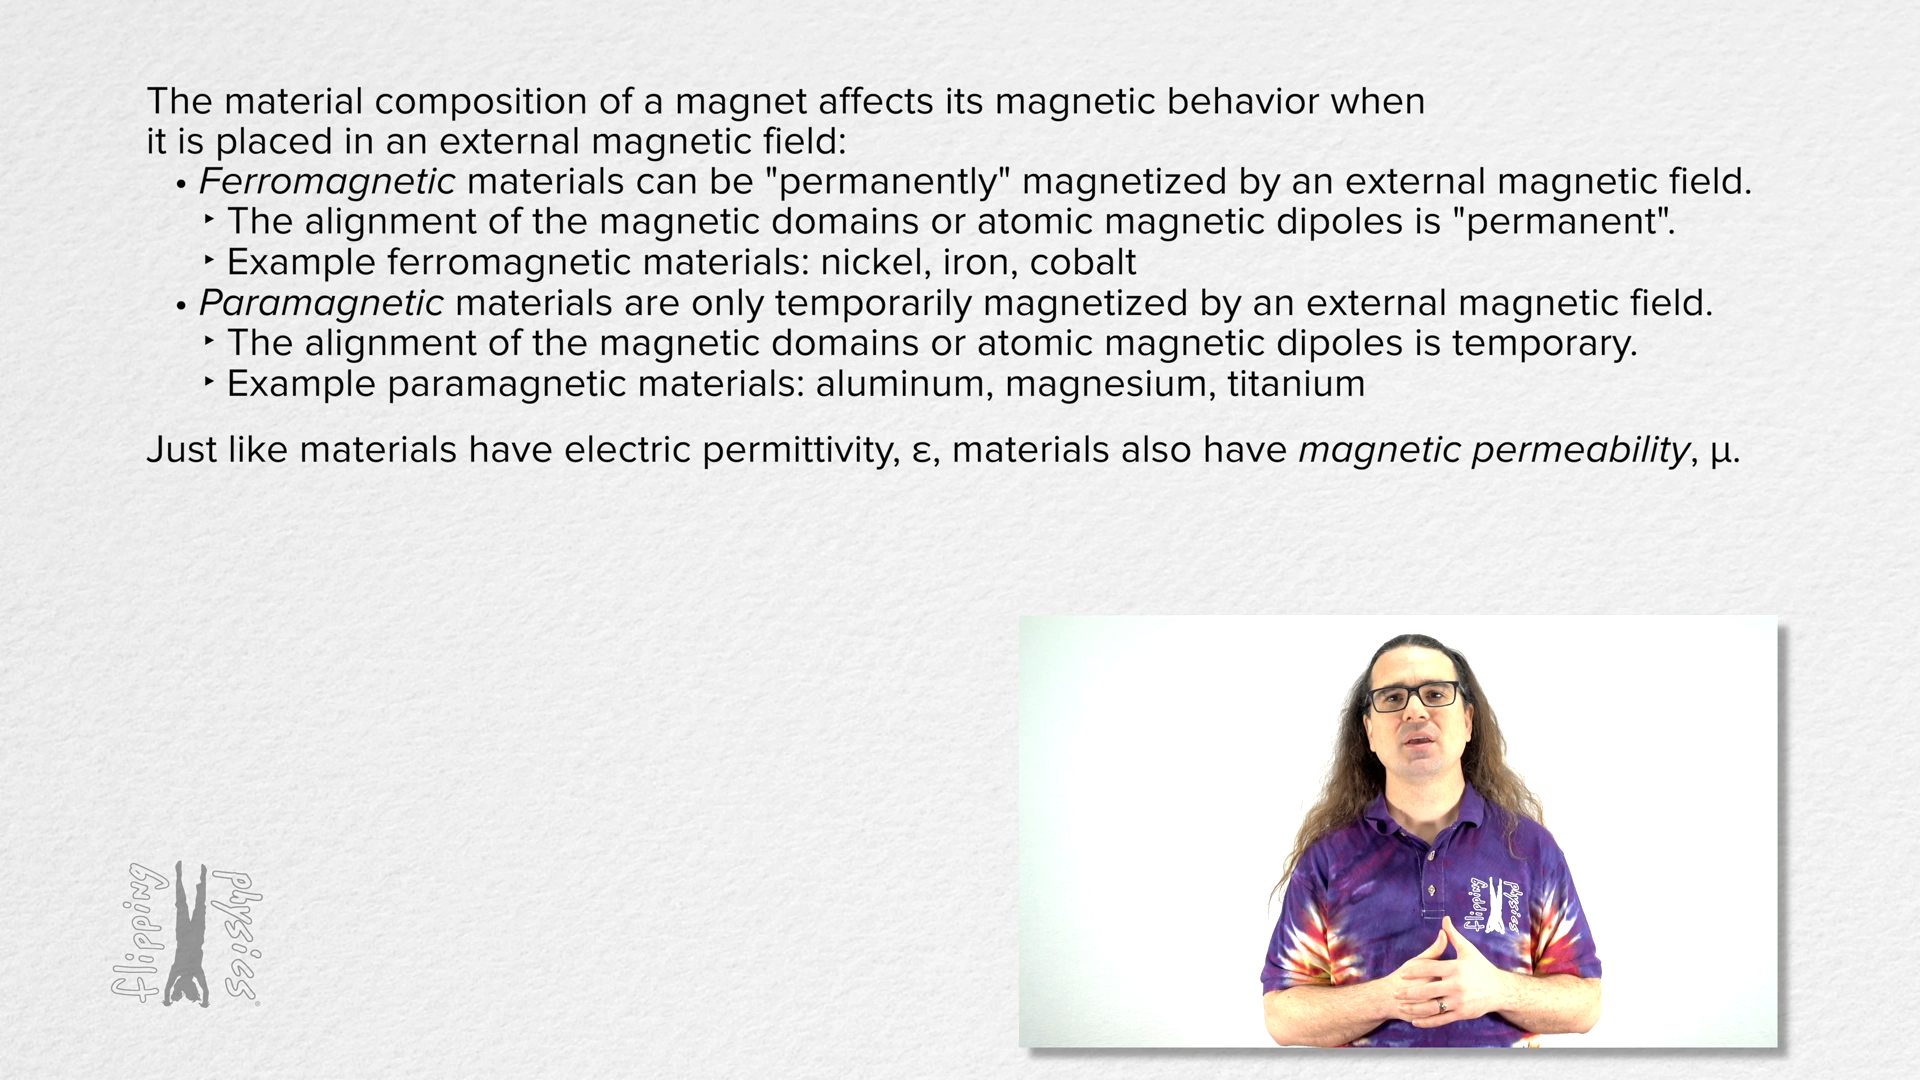 The material composition of a magnet affects its magnetic behavior when
it is placed in an external magnetic field:
• Ferromagnetic materials can be "permanently" magnetized by an external magnetic field.
‣ The alignment of the magnetic domains or atomic magnetic dipoles is "permanent".
‣ Example ferromagnetic materials: nickel, iron, cobalt
• Paramagnetic materials are only temporarily magnetized by an external magnetic field.
‣ The alignment of the magnetic domains or atomic magnetic dipoles is temporary.
‣ Example paramagnetic materials: aluminum, magnesium, titanium
Just like materials have electric permittivity, ε, materials also have magnetic permeability, μ.
flipping
physics
flipping
physics